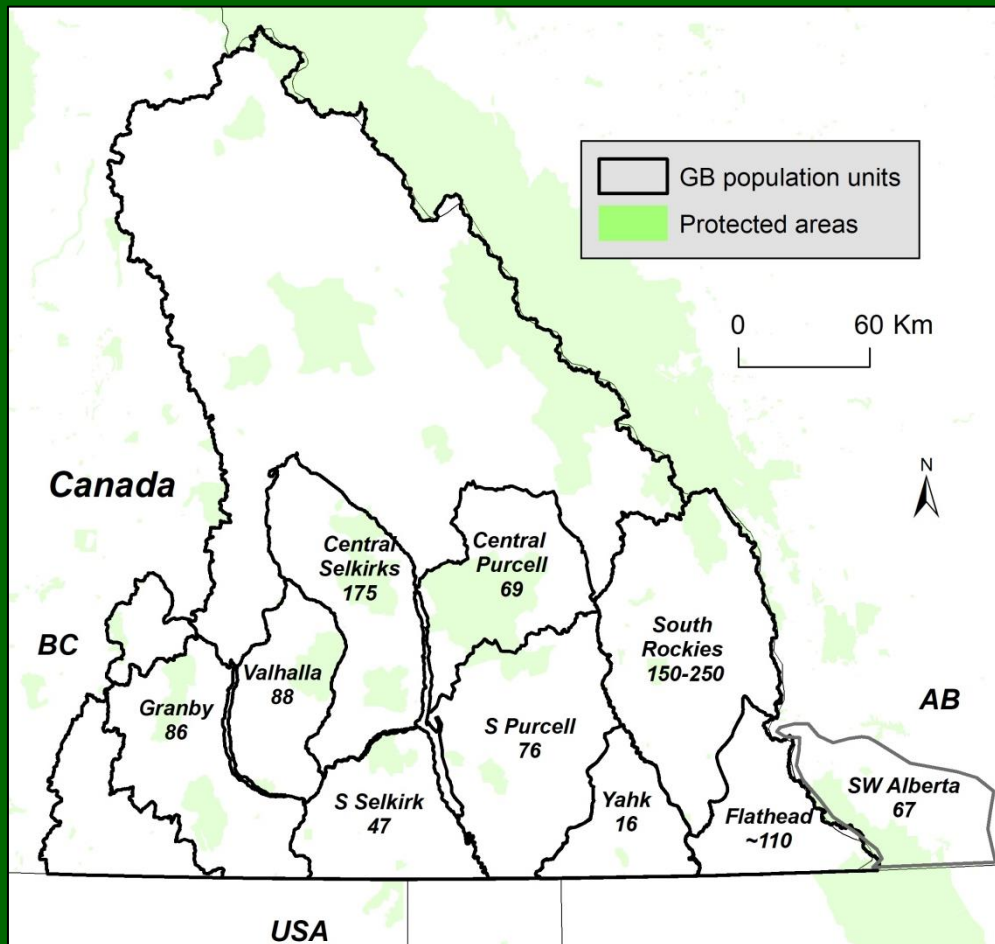 GB population units
Protected areas
0 60 Km
N
Canada
Central
Selkirks
175
Central
Purcell
69
BC
South
Rockies
150-250
Valhalla
88
Granby
86
AB
S Purcell
76
SW Alberta
67
S Selkirk
47
Yahk
16
Flathead
~110
USA